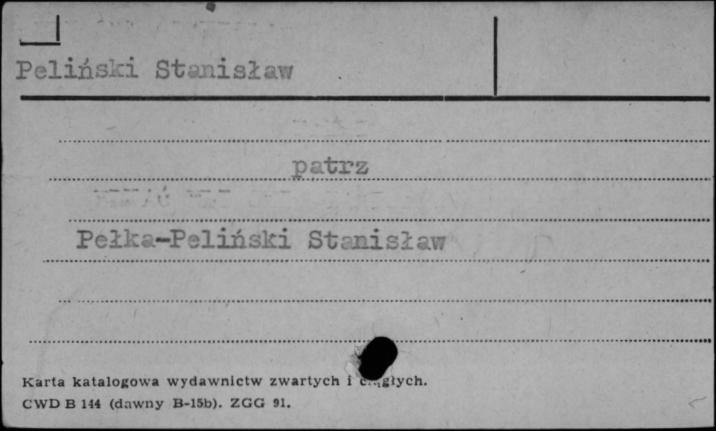 Peliński Stanisław
patrz
Pełka-Peliński Stanisław
Karta katalogowa wydawnictw zwartych i ciągłych.
CWD B 144 (dawny B-15b). ZGG 91.